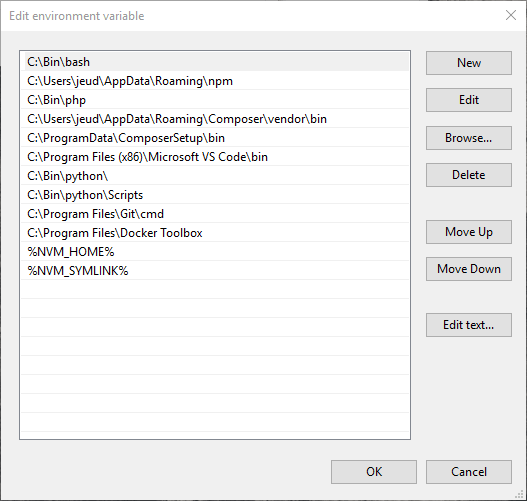 Edit environment variable
C:\Bin\bash
C:\Users\jeud\AppData\Roaming\npm
C:\Bin\php
C:\Users\jeud\AppData\Roaming\Composer\vendor\bin
C:\ProgramData\ComposerSetup\bin
C:\Program Files (x86)\Microsoft VS Code\bin
C:\Bin\python\
C:\Bin\python\Scripts
C:\Program Files\Git\cmd
C:\Program Files\Docker Toolbox
%NVM_HOME%
%NVM_SYMLINK%
New
Edit
Browse...
Delete
Move Up
Move Down
Edit text...
OK
Cancel